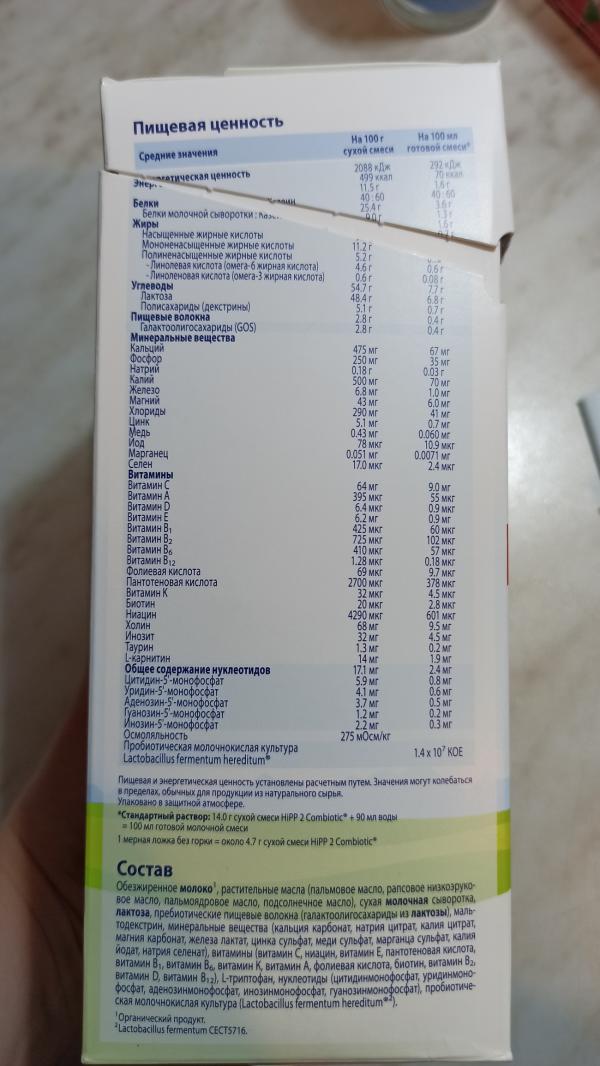 Пищевая ценность
Средние значения На 100 г сухой смеси На 100 мл готовой смеси*
Энергетическая ценность 2088 кДж 292 кДж
499 ккал 70 ккал
Белки 11.5 г 1.6 г
Белки молочной сыворотки : 40 : 60 40 : 60
Жиры 25.4 г 3.6 г
Насыщенные жирные кислоты 1.3 г
Мононенасыщенные жирные кислоты 11.2 г 1.6 г
Полиненасыщенные жирные кислоты 5.2 г
- Линолевая кислота (омега-6 жирная кислота) 4.6 г 0.6 г
- Линоленовая кислота (омега-3 жирная кислота) 0.6 г 0.08 г
Углеводы 54.7 г 7.7 г
Лактоза 48.4 г 6.8 г
Полисахариды (декстрины) 5.1 г 0.7 г
Пищевые волокна 2.8 г 0.4 г
Галактоолигосахариды (GOS) 2.8 г 0.4 г
Минеральные вещества
Кальций 475 мг 67 мг
Фосфор 250 мг 35 мг
Натрий 0.18 г 0.03 г
Калий 500 мг 70 мг
Железо 6.8 мг 1.0 мг
Магний 43 мг 6.0 мг
Хлориды 290 мг 41 мг
Цинк 5.1 мг 0.7 мг
Медь 0.43 мг 0.060 мг
Йод 78 мкг 10.9 мкг
Марганец 0.051 мг 0.0071 мг
Селен 17.0 мкг 2.4 мкг
Витамины
Витамин C 64 мг 9.0 мг
Витамин A 395 мкг 55 мкг
Витамин D 6.4 мкг 0.9 мкг
Витамин E 6.2 мг 0.9 мг
Витамин B₁ 425 мкг 60 мкг
Витамин B₂ 725 мкг 102 мкг
Витамин B₆ 410 мкг 57 мкг
Витамин B₁₂ 1.28 мкг 0.18 мкг
Фолиевая кислота 69 мкг 9.7 мкг
Пантотеновая кислота 2700 мкг 378 мкг
Витамин K 32 мкг 4.5 мкг
Биотин 20 мкг 2.8 мкг
Ниацин 4290 мкг 601 мкг
Холин 68 мг 9.5 мг
Инозит 32 мг 4.5 мг
Таурин 1.3 мг 0.2 мг
L-карнитин 14 мг 1.9 мг
Общее содержание нуклеотидов 17.1 мг 2.4 мг
Цитидин-5'-монофосфат 5.9 мг 0.8 мг
Уридин-5'-монофосфат 4.1 мг 0.6 мг
Аденозин-5'-монофосфат 3.7 мг 0.5 мг
Гуанозин-5'-монофосфат 1.2 мг 0.2 мг
Инозин-5'-монофосфат 2.2 мг 0.3 мг
Осмоляльность 275 мОсм/кг
Пробиотическая молочнокислая культура
Lactobacillus fermentum hereditum® 1.4 x 10⁷ КОЕ
Пищевая и энергетическая ценность установлены расчетным путем. Значения могут колебаться
в пределах, обычных для продукции из натурального сырья.
Упаковано в защитной атмосфере.
*Стандартный раствор: 14.0 г сухой смеси HiPP 2 Combiotic® + 90 мл воды
= 100 мл готовой молочной смеси
1 мерная ложка без горки = около 4.7 г сухой смеси HiPP 2 Combiotic®
Состав
Обезжиренное молоко¹, растительные масла (пальмовое масло, рапсовое низкоэруко-
вое масло, пальмоядровое масло, подсолнечное масло), сухая молочная сыворотка,
лактоза, пребиотические пищевые волокна (галактоолигосахариды из лактозы), маль-
тодекстрин, минеральные вещества (кальция карбонат, натрия цитрат, калия цитрат,
магния карбонат, железа лактат, цинка сульфат, меди сульфат, марганца сульфат, калия
йодат, натрия селенат), витамины (витамин C, ниацин, витамин E, пантотеновая кислота,
витамин B₁, витамин B₆, витамин K, витамин A, фолиевая кислота, биотин, витамин B₂,
витамин D, витамин B₁₂), L-триптофан, нуклеотиды (цитидинмонофосфат, уридинмоно-
фосфат, аденозинмонофосфат, инозинмонофосфат, гуанозинмонофосфат), пробиотиче-
ская молочнокислая культура (Lactobacillus fermentum hereditum®²).
¹Органический продукт.
²Lactobacillus fermentum CECT5716.